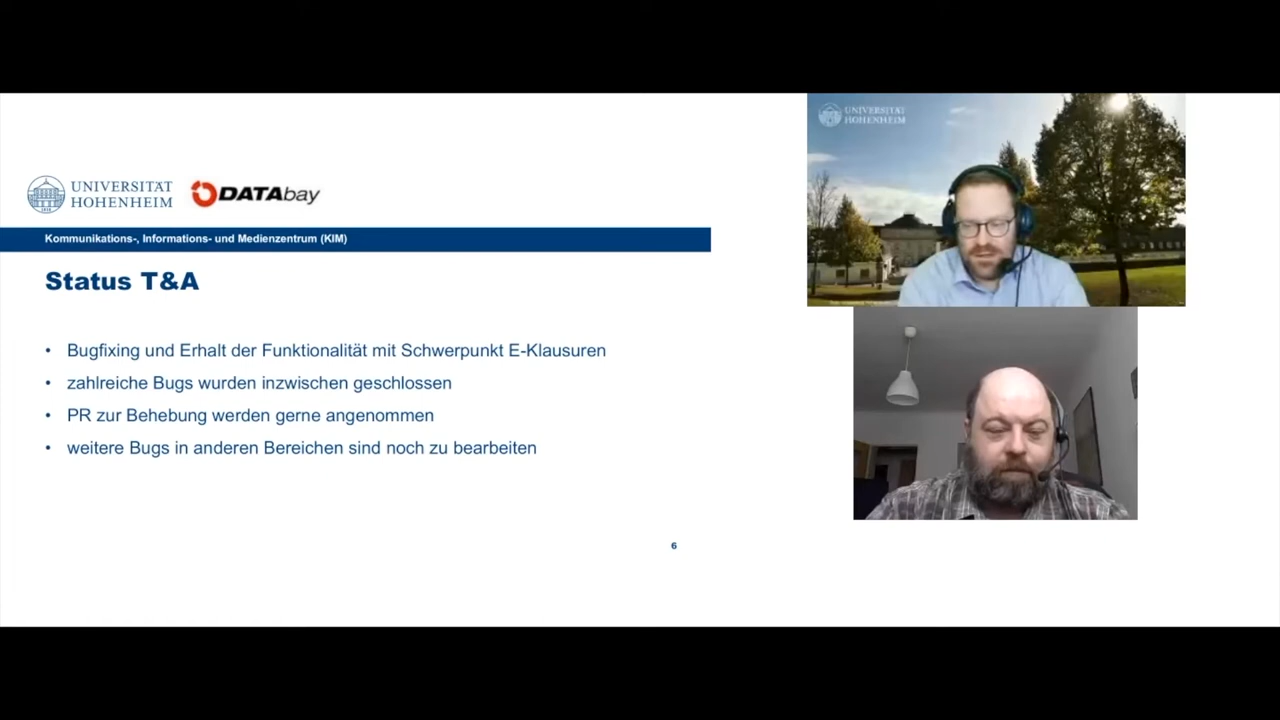 UNIVERSITÄT
HOHENHEIM
DATAbay
Kommunikations-, Informations- und Medienzentrum (KIM)
Status T&A
• Bugfixing und Erhalt der Funktionalität mit Schwerpunkt E-Klausuren
• zahlreiche Bugs wurden inzwischen geschlossen
• PR zur Behebung werden gerne angenommen
• weitere Bugs in anderen Bereichen sind noch zu bearbeiten
6
UNIVERSITÄT
HOHENHEIM